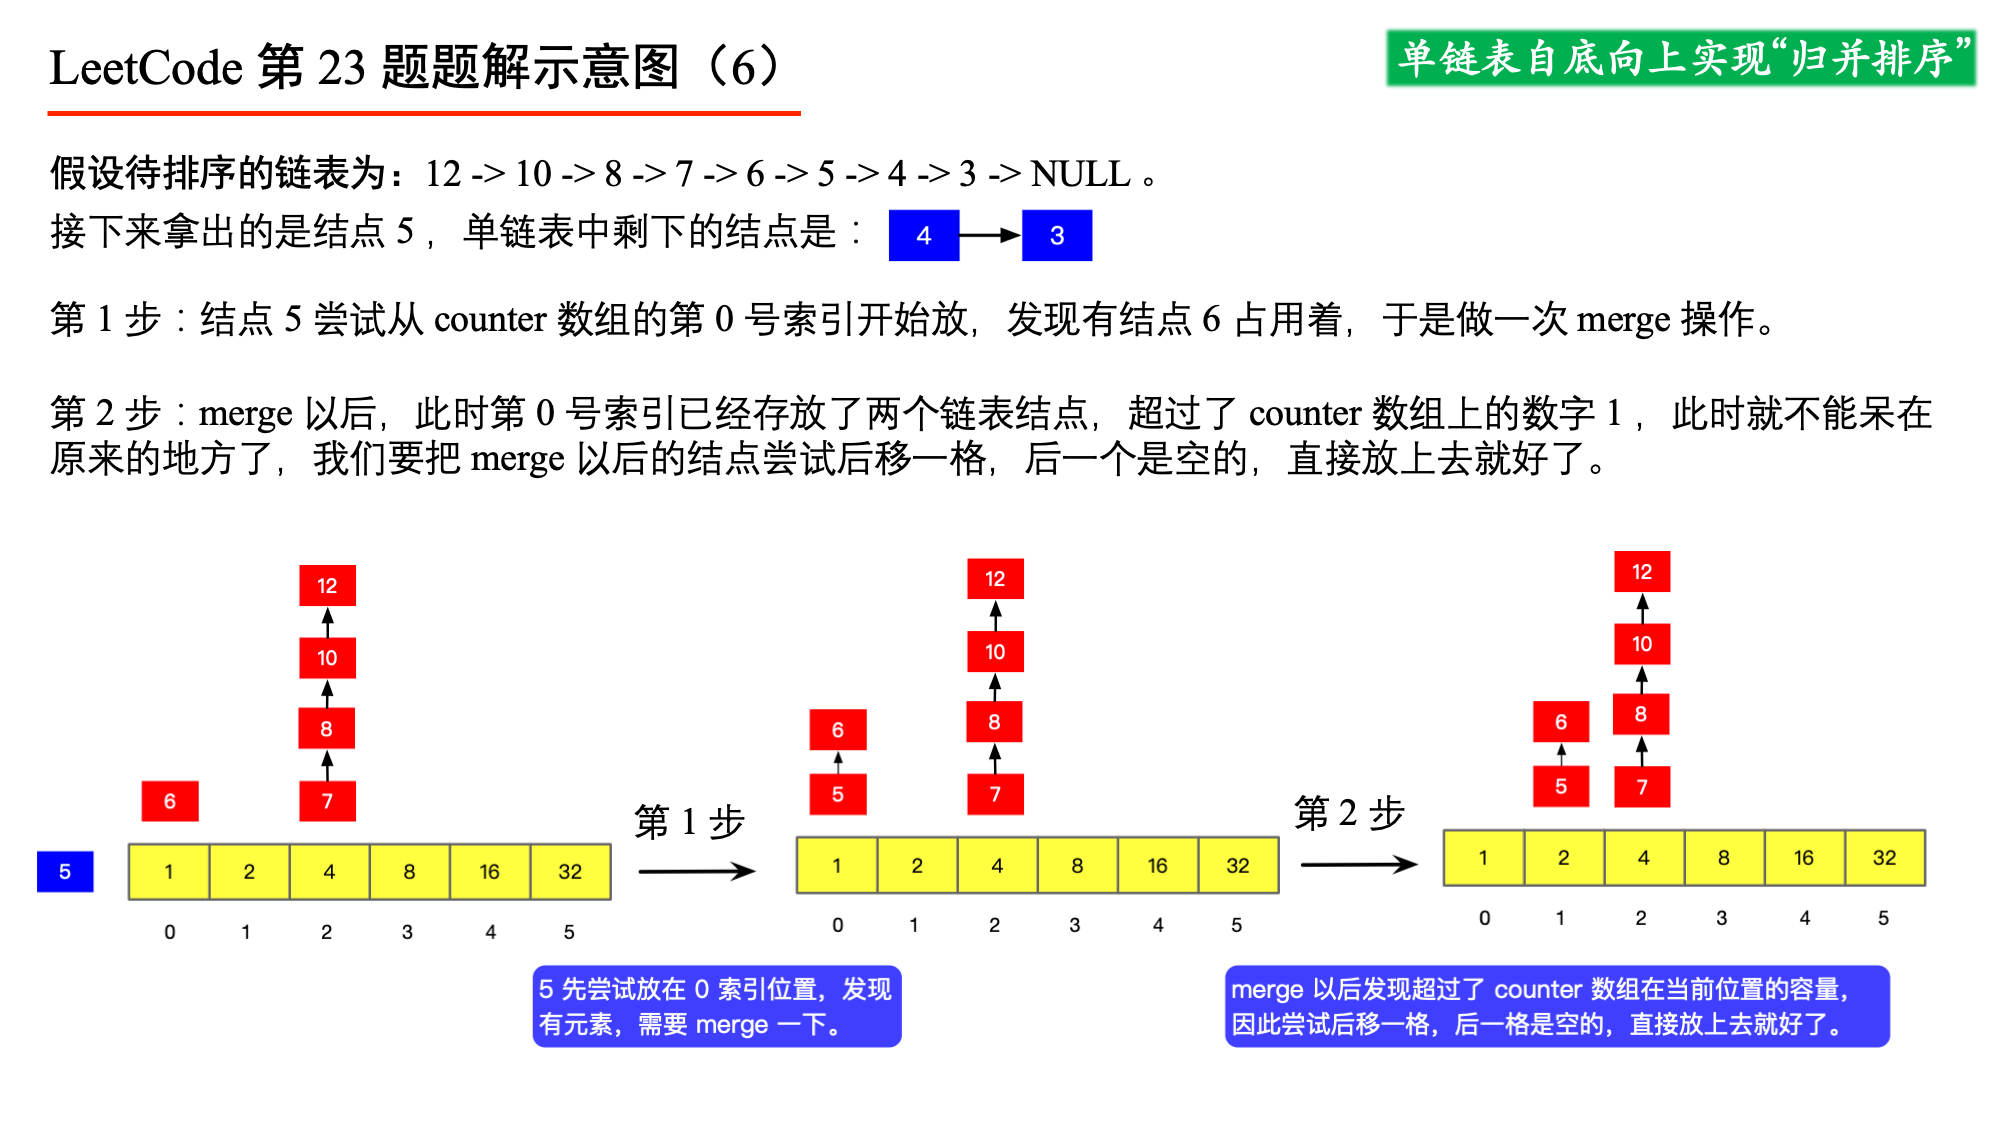 LeetCode 第 23 题题解示意图（6）
单链表自底向上实现“归并排序”
假设待排序的链表为：12 -> 10 -> 8 -> 7 -> 6 -> 5 -> 4 -> 3 -> NULL 。
接下来拿出的是结点 5 ，单链表中剩下的结点是：
4
3
第 1 步：结点 5 尝试从 counter 数组的第 0 号索引开始放，发现有结点 6 占用着，于是做一次 merge 操作。
第 2 步：merge 以后，此时第 0 号索引已经存放了两个链表结点，超过了 counter 数组上的数字 1 ，此时就不能呆在
原来的地方了，我们要把 merge 以后的结点尝试后移一格，后一个是空的，直接放上去就好了。
12
10
8
6
7
5
1 2 4 8 16 32
0 1 2 3 4 5
第 1 步
12
10
6
8
5
7
1 2 4 8 16 32
0 1 2 3 4 5
5 先尝试放在 0 索引位置，发现
有元素，需要 merge 一下。
第 2 步
12
10
6
8
5
7
1 2 4 8 16 32
0 1 2 3 4 5
merge 以后发现超过了 counter 数组在当前位置的容量，
因此尝试后移一格，后一格是空的，直接放上去就好了。